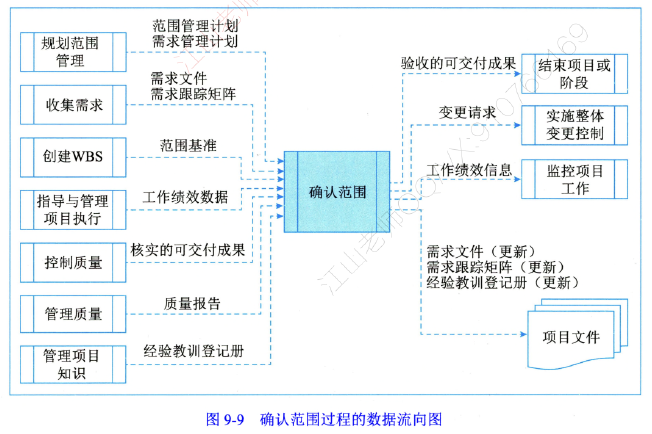 规划范围
管理
范围管理计划
需求管理计划
收集需求
需求文件
需求跟踪矩阵
创建WBS
范围基准
指导与管理
项目执行
工作绩效数据
控制质量
核实的可交付成果
管理质量
质量报告
管理项目
知识
经验教训登记册
确认范围
验收的可交付成果
结束项目或
阶段
变更请求
实施整体
变更控制
工作绩效信息
监控项目
工作
需求文件（更新）
需求跟踪矩阵（更新）
经验教训登记册（更新）
项目文件
图 9-9 确认范围过程的数据流向图